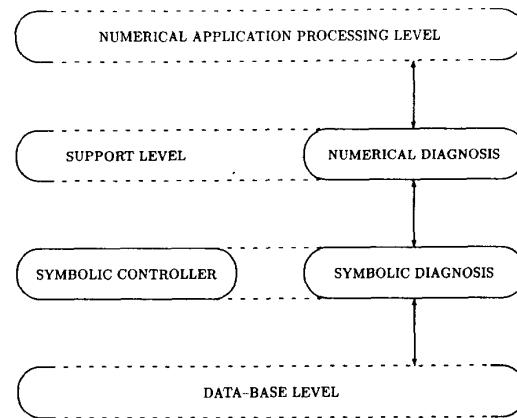 NUMERICAL APPLICATION PROCESSING LEVEL
SUPPORT LEVEL
NUMERICAL DIAGNOSIS
SYMBOLIC CONTROLLER
SYMBOLIC DIAGNOSIS
DATA-BASE LEVEL